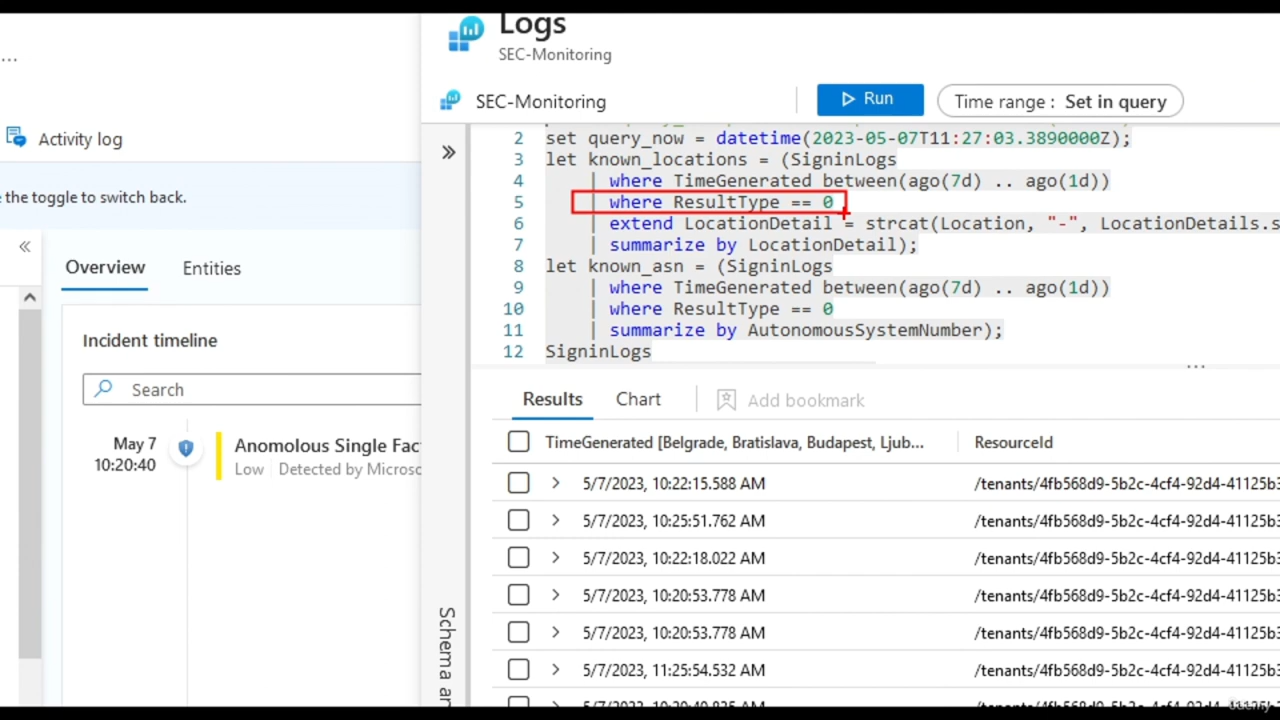 Logs
SEC-Monitoring
...
SEC-Monitoring
Run
Time range : Set in query
Activity log
2 set query_now = datetime(2023-05-07T11:27:03.3890000Z);
3 let known_locations = (SigninLogs
4 | where TimeGenerated between(ago(7d) .. ago(1d))
5 | where ResultType == 0
6 | extend LocationDetail = strcat(Location, "-", LocationDetails.s
7 | summarize by LocationDetail);
8 let known_asn = (SigninLogs
9 | where TimeGenerated between(ago(7d) .. ago(1d))
10 | where ResultType == 0
11 | summarize by AutonomousSystemNumber);
12 SigninLogs
the toggle to switch back.
Overview Entities
Incident timeline
Search
May 7
10:20:40
Anomolous Single Fac
Low Detected by Microso
Schema an
Results Chart Add bookmark
TimeGenerated [Belgrade, Bratislava, Budapest, Ljub... ResourceId
5/7/2023, 10:22:15.588 AM /tenants/4fb568d9-5b2c-4cf4-92d4-41125b3
5/7/2023, 10:25:51.762 AM /tenants/4fb568d9-5b2c-4cf4-92d4-41125b3
5/7/2023, 10:22:18.022 AM /tenants/4fb568d9-5b2c-4cf4-92d4-41125b3
5/7/2023, 10:20:53.778 AM /tenants/4fb568d9-5b2c-4cf4-92d4-41125b3
5/7/2023, 10:20:53.778 AM /tenants/4fb568d9-5b2c-4cf4-92d4-41125b3
5/7/2023, 11:25:54.532 AM /tenants/4fb568d9-5b2c-4cf4-92d4-41125b3
Udemy